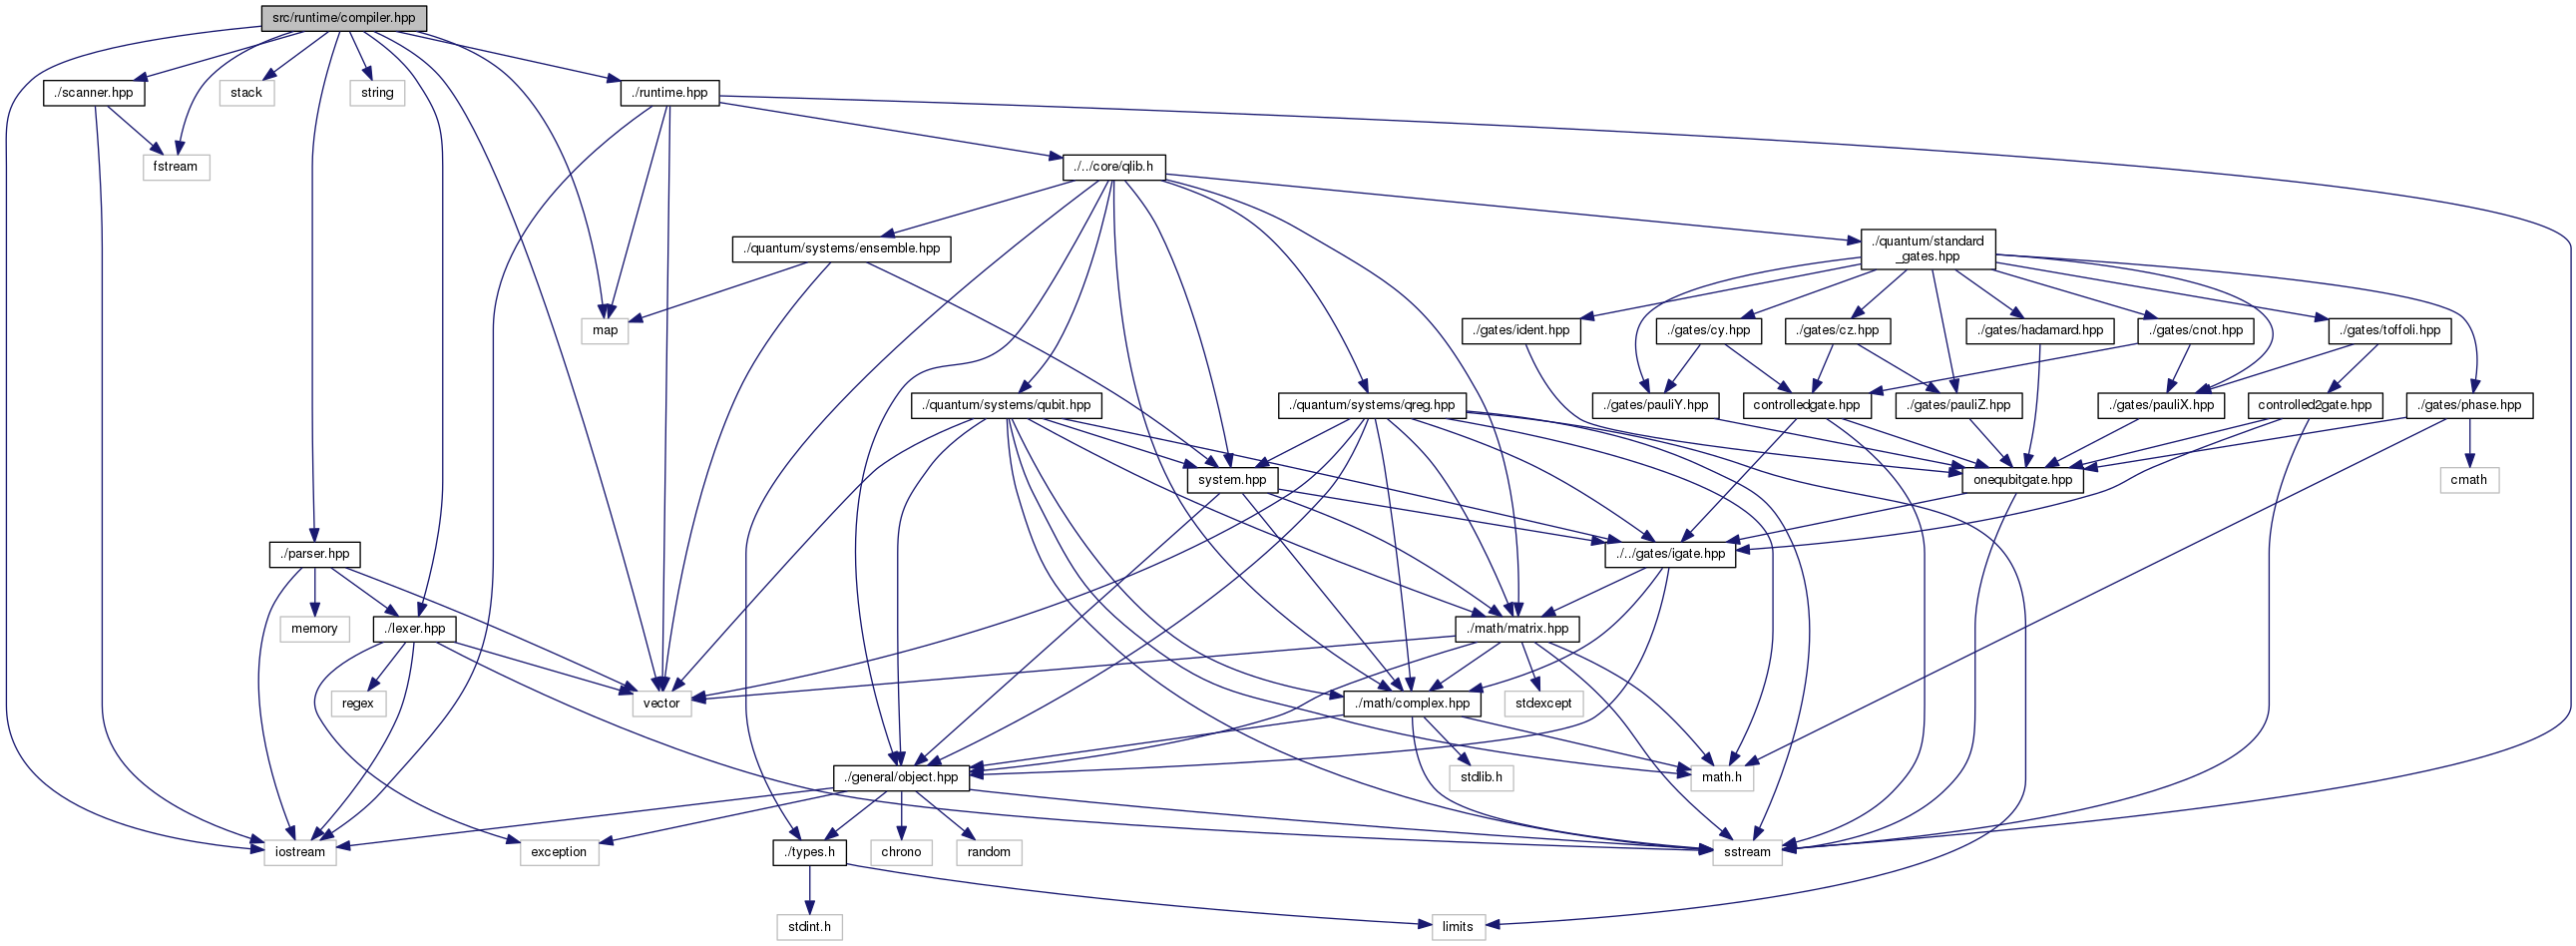 src/runtime/compiler.hpp
./scanner.hpp
stack
string
./runtime.hpp
fstream
./../core/qlib.h
./quantum/systems/ensemble.hpp
./quantum/standard
_gates.hpp
map
./gates/ident.hpp
./gates/cy.hpp
./gates/cz.hpp
./gates/hadamard.hpp
./gates/cnot.hpp
./gates/toffoli.hpp
./quantum/systems/qubit.hpp
./quantum/systems/qreg.hpp
./gates/pauliY.hpp
controlledgate.hpp
./gates/pauliZ.hpp
./gates/pauliX.hpp
controlled2gate.hpp
./gates/phase.hpp
system.hpp
onequbitgate.hpp
cmath
./parser.hpp
./../gates/igate.hpp
memory
./lexer.hpp
./math/matrix.hpp
regex
vector
./math/complex.hpp
stdexcept
./general/object.hpp
stdlib.h
math.h
iostream
exception
./types.h
chrono
random
sstream
stdint.h
limits